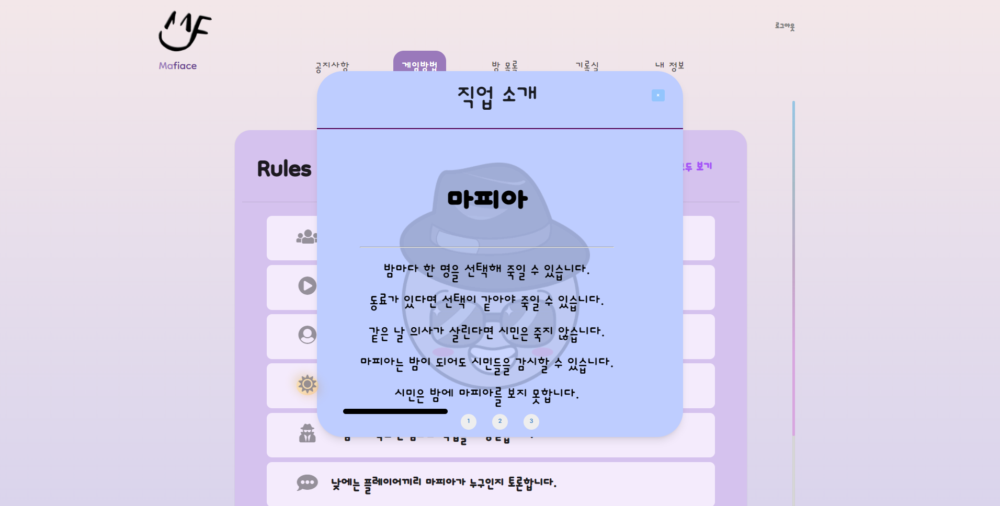 MF
로그아웃
Mafiace
공지사항
게임방법
방 목록
기록실
내 정보
직업 소개
×
Rules
모두 보기
마피아
밤마다 한 명을 선택해 죽일 수 있습니다.
동료가 있다면 선택이 같아야 죽일 수 있습니다.
같은 날 의사가 살린다면 시민은 죽지 않습니다.
마피아는 밤이 되어도 시민들을 감시할 수 있습니다.
시민은 밤에 마피아를 보지 못합니다.
1 2 3
낮에는 플레이어끼리 마피아가 누구인지 토론합니다.